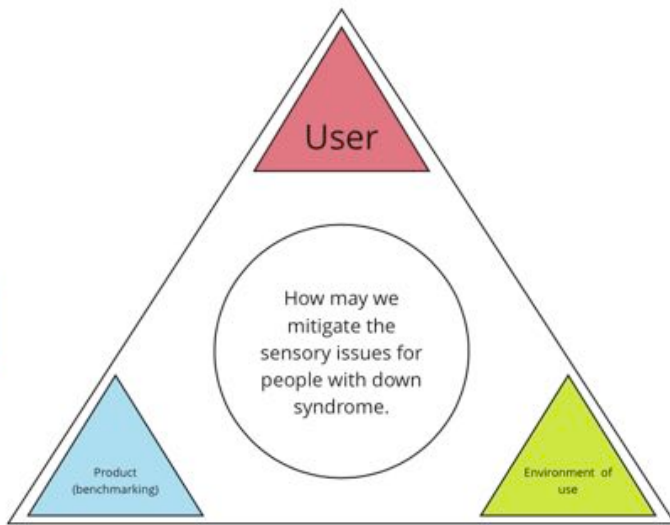 User
How may we
mitigate the
sensory issues for
people with down
syndrome.
Product
(benchmarking)
Environment of
use